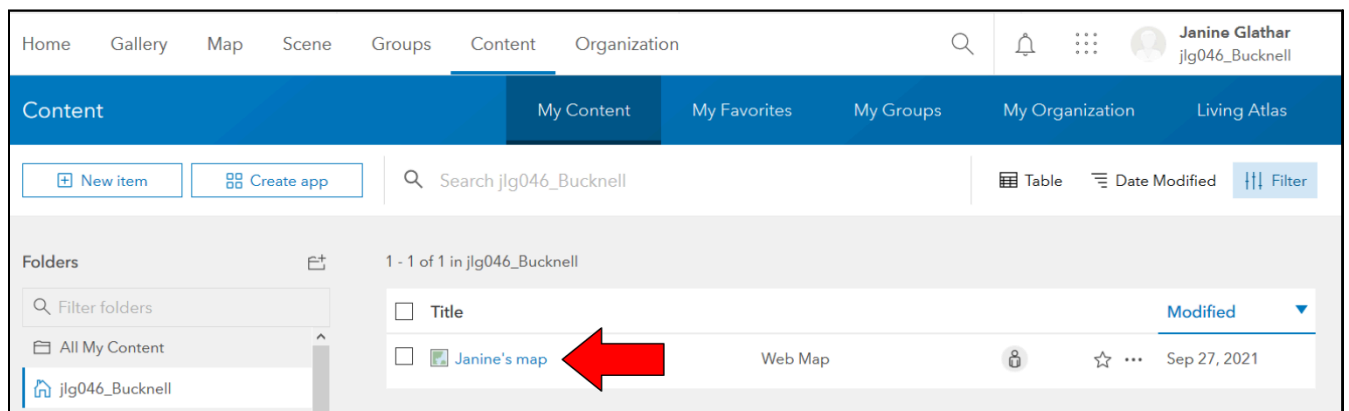 Home Gallery Map Scene Groups Content Organization Janine Glathar
jlg046_Bucknell
Content My Content My Favorites My Groups My Organization Living Atlas
New item Create app Search jlg046_Bucknell Table Date Modified Filter
Folders 1 - 1 of 1 in jlg046_Bucknell
Filter folders Title Modified
All My Content Janine's map Web Map Sep 27, 2021
jlg046_Bucknell